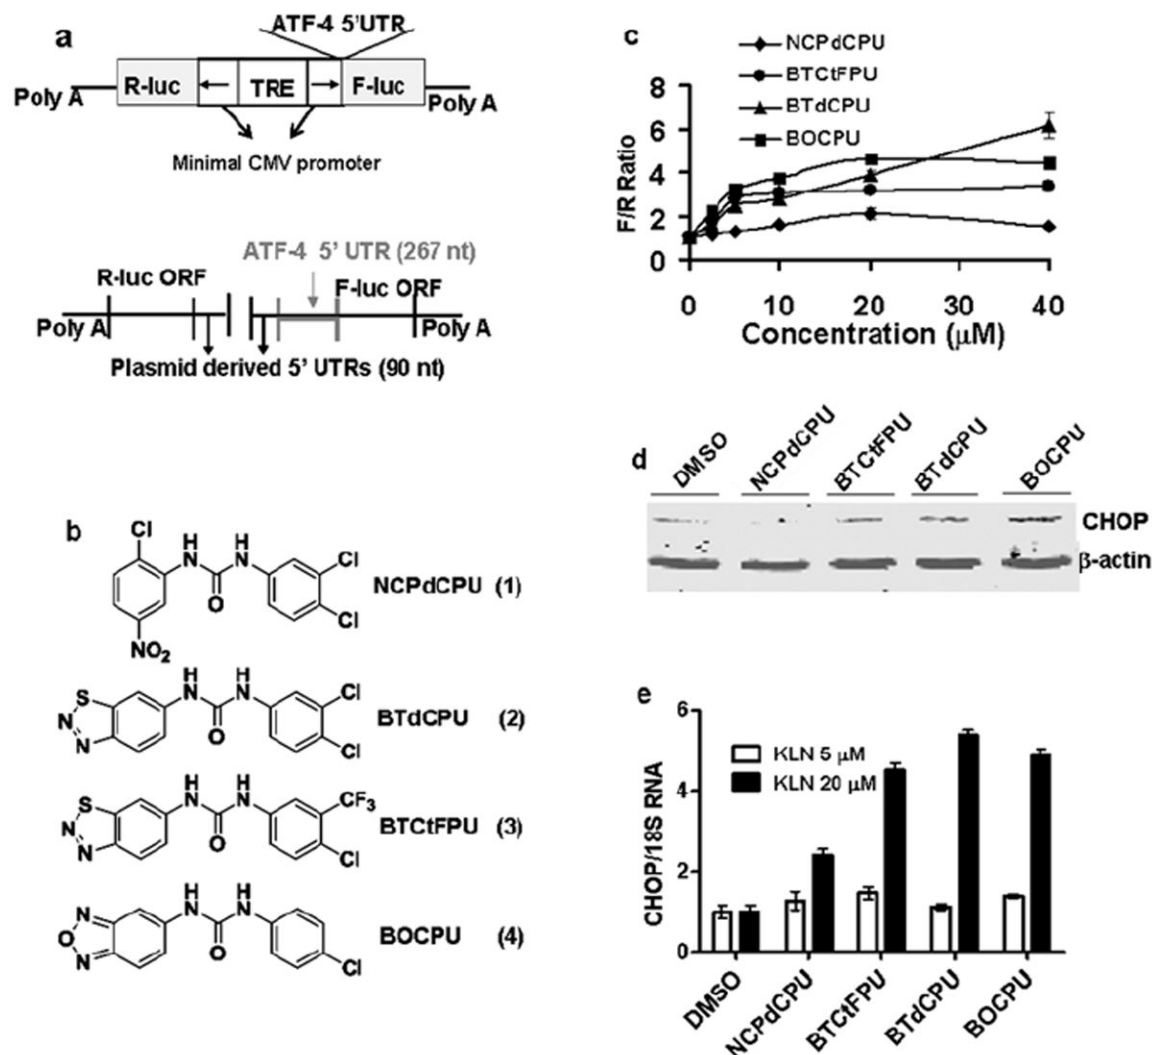 a
ATF-4 5'UTR
R-luc
TRE
F-luc
Poly A
Poly A
Minimal CMV promoter
ATF-4 5' UTR (267 nt)
R-luc ORF
F-luc ORF
Poly A
Poly A
Plasmid derived 5' UTRs (90 nt)
b
Cl
H
N
H
N
O
Cl
Cl
NO2
NCPdCPU (1)
S
N
N
H
N
H
N
O
Cl
Cl
BTdCPU (2)
S
N
N
H
N
H
N
O
CF3
Cl
BTCtFPU (3)
N
O
N
H
N
H
N
O
Cl
BOCPU (4)
c
NCPdCPU
BTCtFPU
BTdCPU
BOCPU
F/R Ratio
8
6
4
2
0
0 10 20 30 40
Concentration (μM)
d
DMSO
NCPdCPU
BTCtFPU
BTdCPU
BOCPU
CHOP
β-actin
e
CHOP/18S RNA
6
4
2
0
KLN 5 μM
KLN 20 μM
DMSO
NCPdCPU
BTCtFPU
BTdCPU
BOCPU